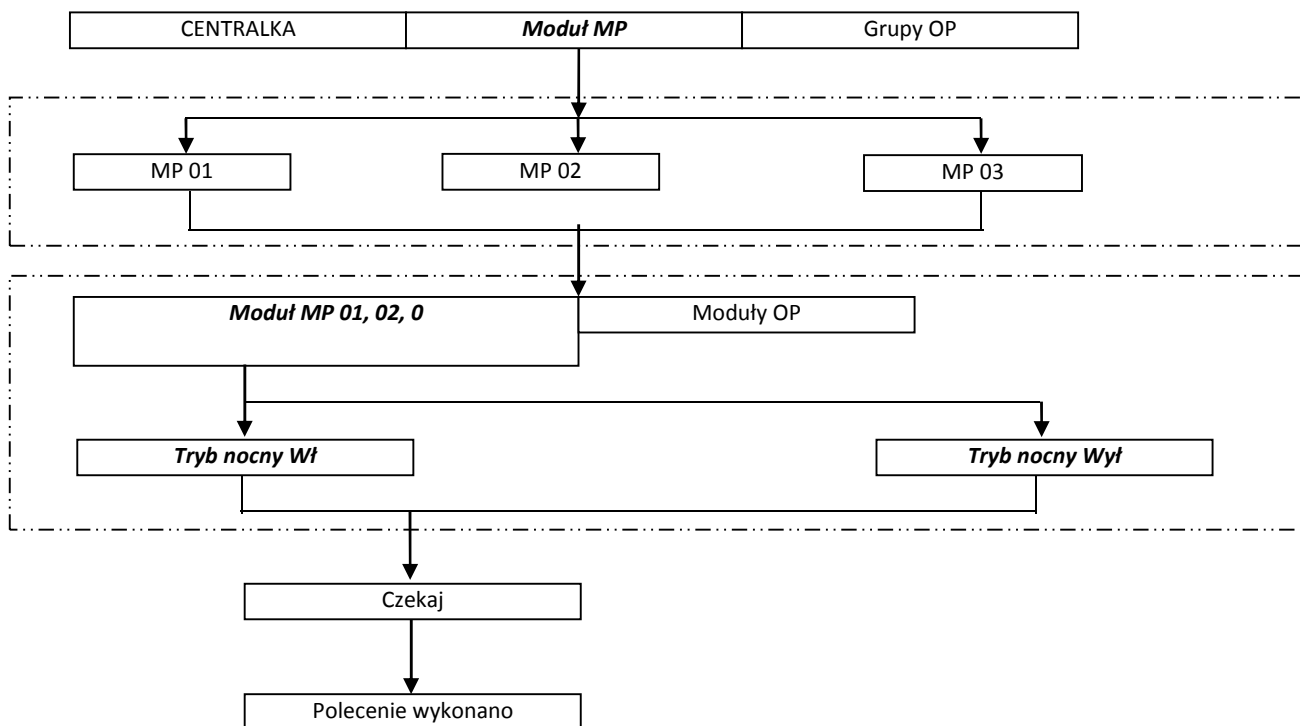 CENTRALKA Moduł MP Grupy OP
MP 01 MP 02 MP 03
Moduł MP 01, 02, 0 Moduły OP
Tryb nocny Wł Tryb nocny Wył
Czekaj
Polecenie wykonano